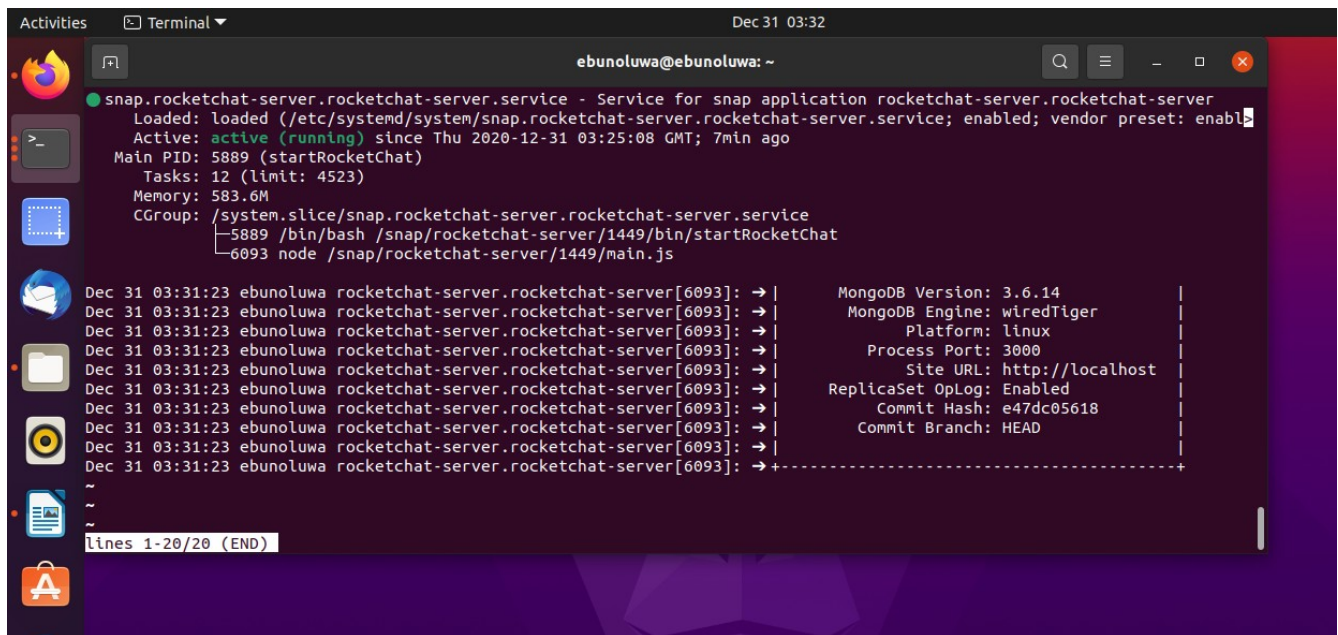 Activities
Terminal
Dec 31 03:32
ebunoluwa@ebunoluwa: ~
snap.rocketchat-server.rocketchat-server.service - Service for snap application rocketchat-server.rocketchat-server
Loaded: loaded (/etc/systemd/system/snap.rocketchat-server.rocketchat-server.service; enabled; vendor preset: enabl>
Active: active (running) since Thu 2020-12-31 03:25:08 GMT; 7min ago
Main PID: 5889 (startRocketChat)
Tasks: 12 (limit: 4523)
Memory: 583.6M
CGroup: /system.slice/snap.rocketchat-server.rocketchat-server.service
├─5889 /bin/bash /snap/rocketchat-server/1449/bin/startRocketChat
└─6093 node /snap/rocketchat-server/1449/main.js
Dec 31 03:31:23 ebunoluwa rocketchat-server.rocketchat-server[6093]: ➔ | MongoDB Version: 3.6.14 |
Dec 31 03:31:23 ebunoluwa rocketchat-server.rocketchat-server[6093]: ➔ | MongoDB Engine: wiredTiger |
Dec 31 03:31:23 ebunoluwa rocketchat-server.rocketchat-server[6093]: ➔ | Platform: linux |
Dec 31 03:31:23 ebunoluwa rocketchat-server.rocketchat-server[6093]: ➔ | Process Port: 3000 |
Dec 31 03:31:23 ebunoluwa rocketchat-server.rocketchat-server[6093]: ➔ | Site URL: http://localhost |
Dec 31 03:31:23 ebunoluwa rocketchat-server.rocketchat-server[6093]: ➔ | ReplicaSet OpLog: Enabled |
Dec 31 03:31:23 ebunoluwa rocketchat-server.rocketchat-server[6093]: ➔ | Commit Hash: e47dc05618 |
Dec 31 03:31:23 ebunoluwa rocketchat-server.rocketchat-server[6093]: ➔ | Commit Branch: HEAD |
Dec 31 03:31:23 ebunoluwa rocketchat-server.rocketchat-server[6093]: ➔ | |
Dec 31 03:31:23 ebunoluwa rocketchat-server.rocketchat-server[6093]: ➔ +-----------------------------------------+
~
~
~
lines 1-20/20 (END)